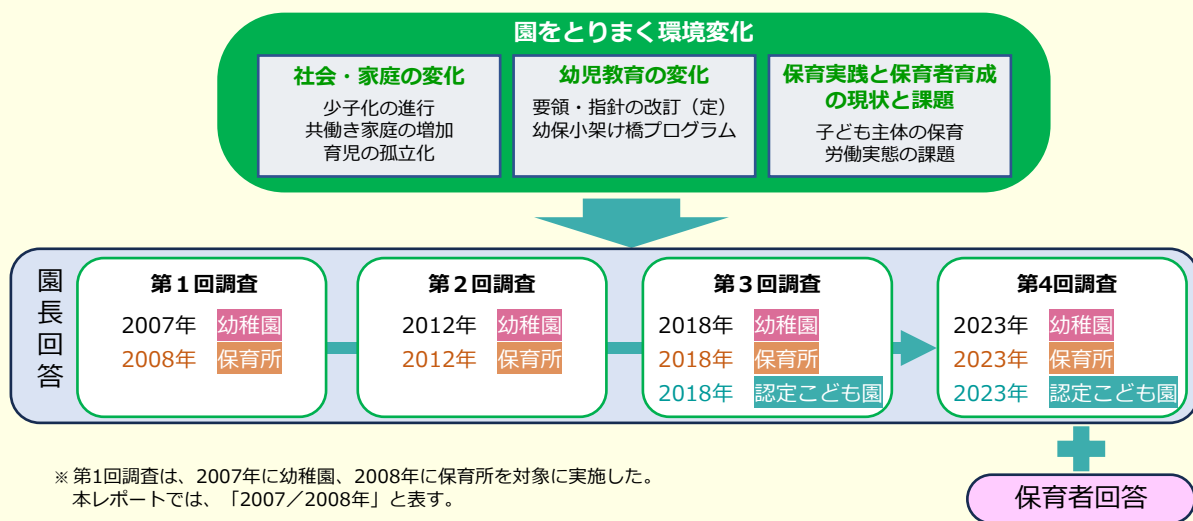 園をとりまく環境変化
社会・家庭の変化
少子化の進行
共働き家庭の増加
育児の孤立化
幼児教育の変化
要領・指針の改訂（定）
幼保小架け橋プログラム
保育実践と保育者育成
の現状と課題
子ども主体の保育
労働実態の課題
園長回答
第１回調査
2007年 幼稚園
2008年 保育所
第２回調査
2012年 幼稚園
2012年 保育所
第３回調査
2018年 幼稚園
2018年 保育所
2018年 認定こども園
第4回調査
2023年 幼稚園
2023年 保育所
2023年 認定こども園
保育者回答
※ 第1回調査は、2007年に幼稚園、2008年に保育所を対象に実施した。
本レポートでは、「2007／2008年」と表す。